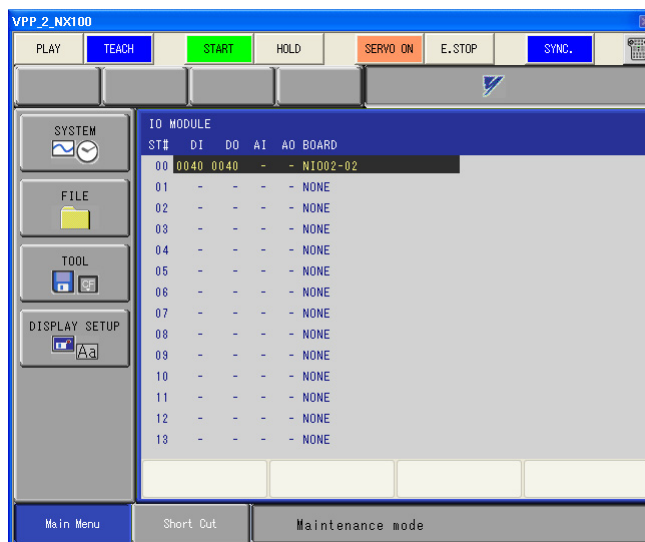 VPP_2_NX100
PLAY TEACH START HOLD SERVO ON E.STOP SYNC.
SYSTEM
FILE
TOOL
CF
DISPLAY SETUP
Aa
IO MODULE
ST# DI DO AI AO BOARD
00 0040 0040 - - NIO02-02
01 - - - - NONE
02 - - - - NONE
03 - - - - NONE
04 - - - - NONE
05 - - - - NONE
06 - - - - NONE
07 - - - - NONE
08 - - - - NONE
09 - - - - NONE
10 - - - - NONE
11 - - - - NONE
12 - - - - NONE
13 - - - - NONE
Main Menu Short Cut Maintenance mode